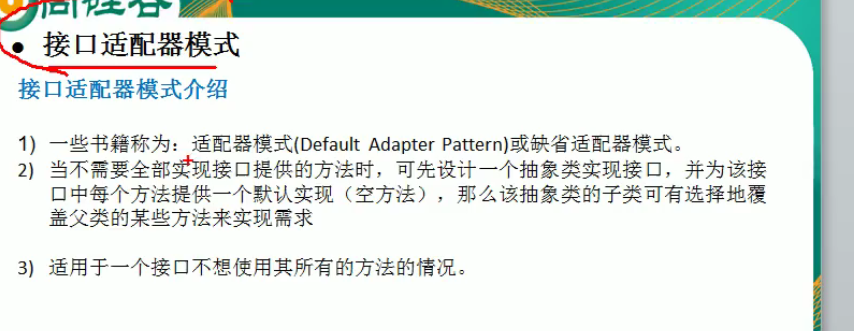 ● 接口适配器模式
接口适配器模式介绍
1) 一些书籍称为：适配器模式(Default Adapter Pattern)或缺省适配器模式。
2) 当不需要全部实现接口提供的方法时，可先设计一个抽象类实现接口，并为该接
口中每个方法提供一个默认实现（空方法），那么该抽象类的子类可有选择地覆
盖父类的某些方法来实现需求
3) 适用于一个接口不想使用其所有的方法的情况。